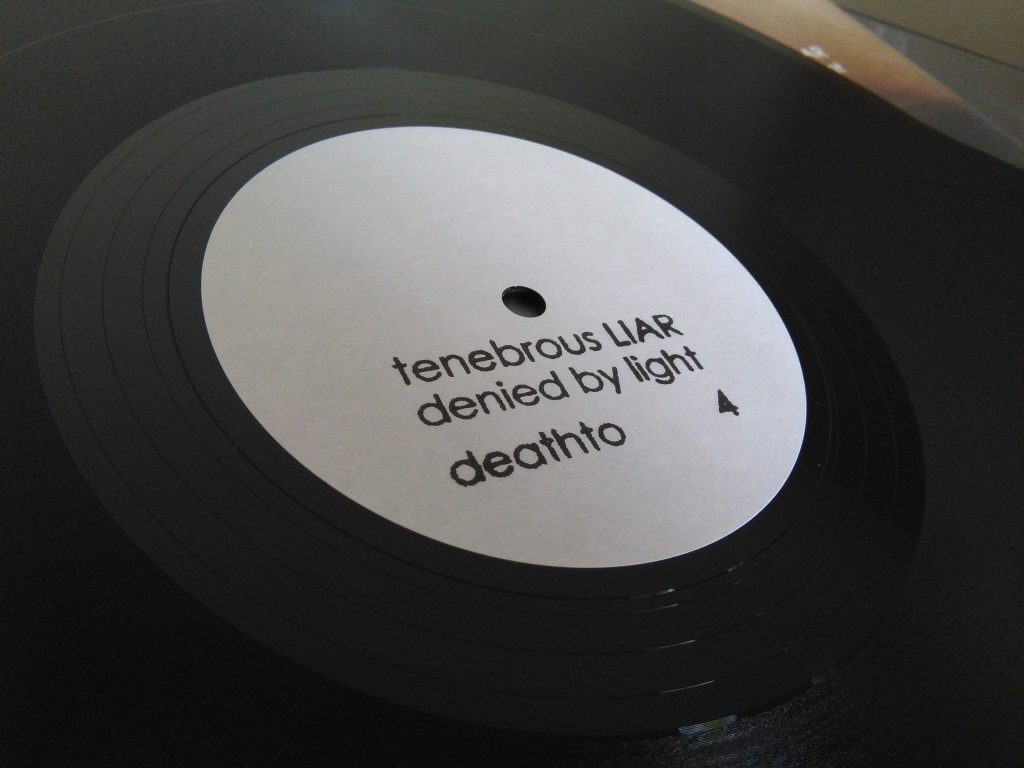 tenebrous LIAR
denied by light
4
deathto